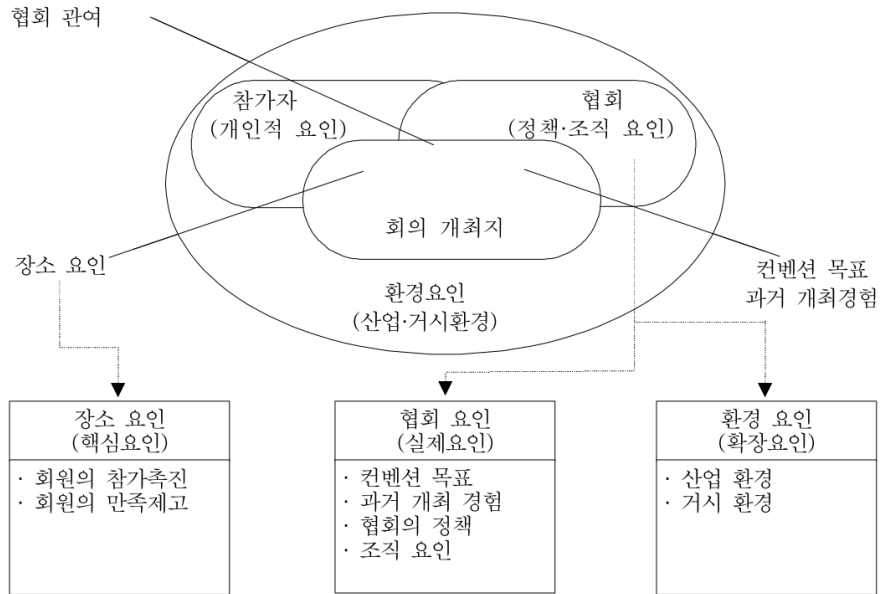 협회 관여
참가자
(개인적 요인)
협회
(정책·조직 요인)
회의 개최지
장소 요인
컨벤션 목표
과거 개최경험
환경요인
(산업·거시환경)
장소 요인
(핵심요인)
· 회원의 참가촉진
· 회원의 만족제고
협회 요인
(실제요인)
· 컨벤션 목표
· 과거 개최 경험
· 협회의 정책
· 조직 요인
환경 요인
(확장요인)
· 산업 환경
· 거시 환경